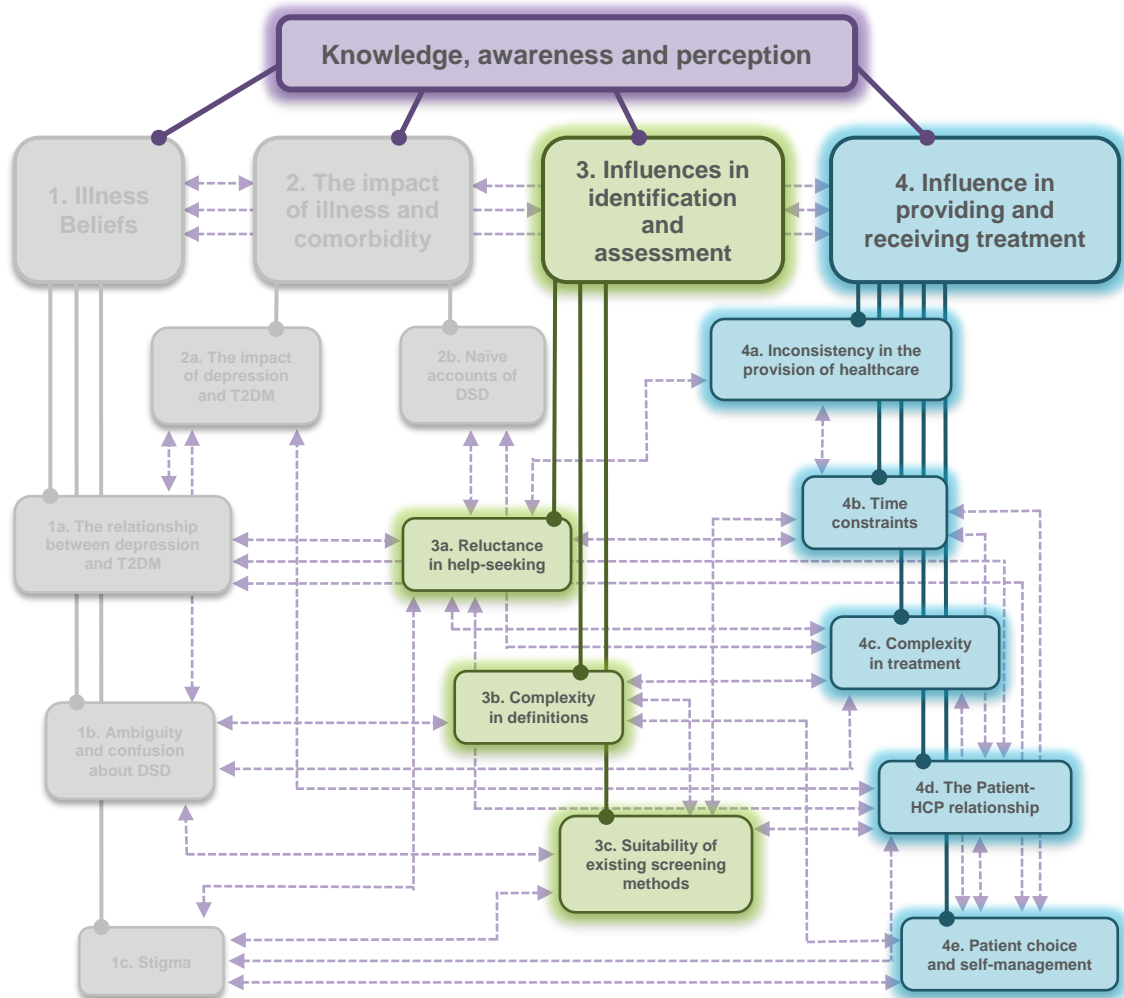 Knowledge, awareness and perception
1. Illness
Beliefs
2. The impact
of illness and
comorbidity
3. Influences in
identification
and
assessment
4. Influence in
providing and
receiving treatment
2a. The impact
of depression
and T2DM
2b. Naïve
accounts of
DSD
4a. Inconsistency in the
provision of healthcare
1a. The relationship
between depression
and T2DM
3a. Reluctance
in help-seeking
4b. Time
constraints
4c. Complexity
in treatment
1b. Ambiguity
and confusion
about DSD
3b. Complexity
in definitions
4d. The Patient-
HCP relationship
3c. Suitability of
existing screening
methods
1c. Stigma
4e. Patient choice
and self-management